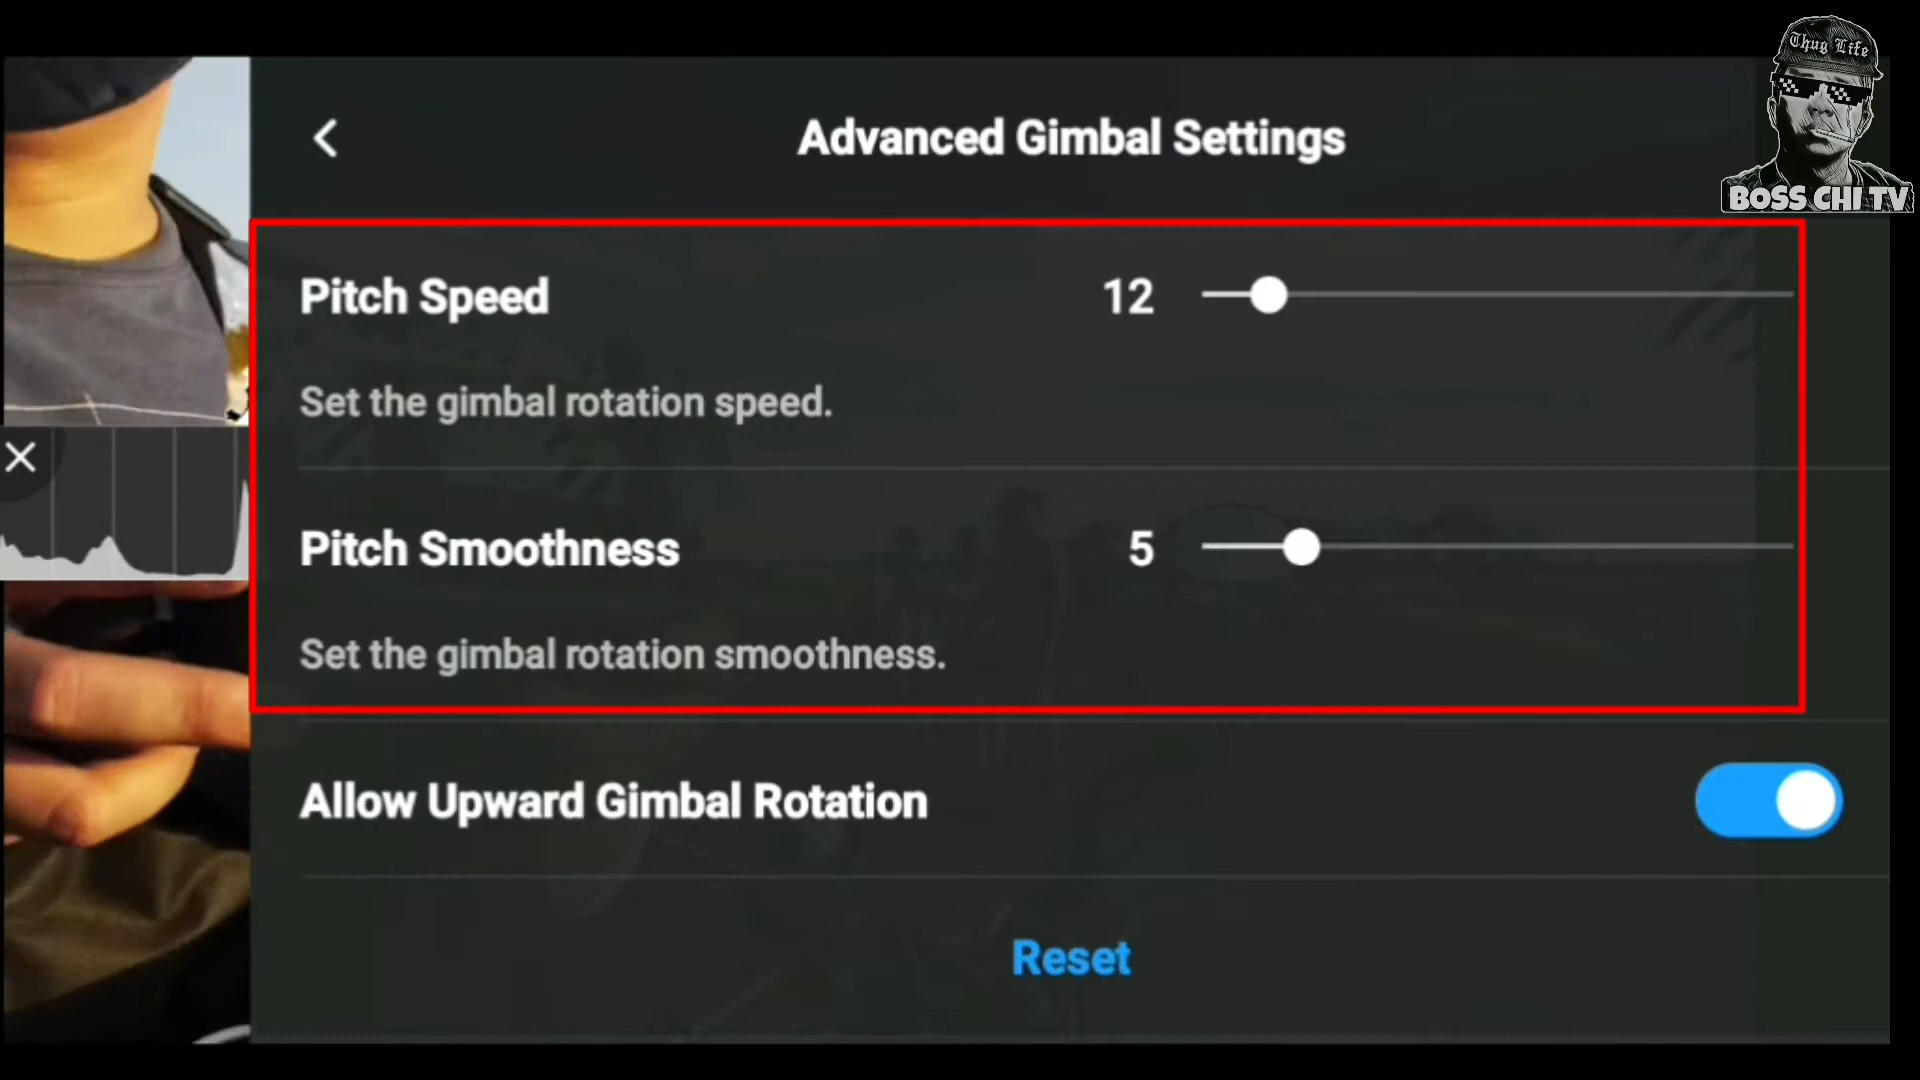 Thug Life
BOSS CHI TV
Advanced Gimbal Settings
Pitch Speed 12
Set the gimbal rotation speed.
Pitch Smoothness 5
Set the gimbal rotation smoothness.
Allow Upward Gimbal Rotation
Reset